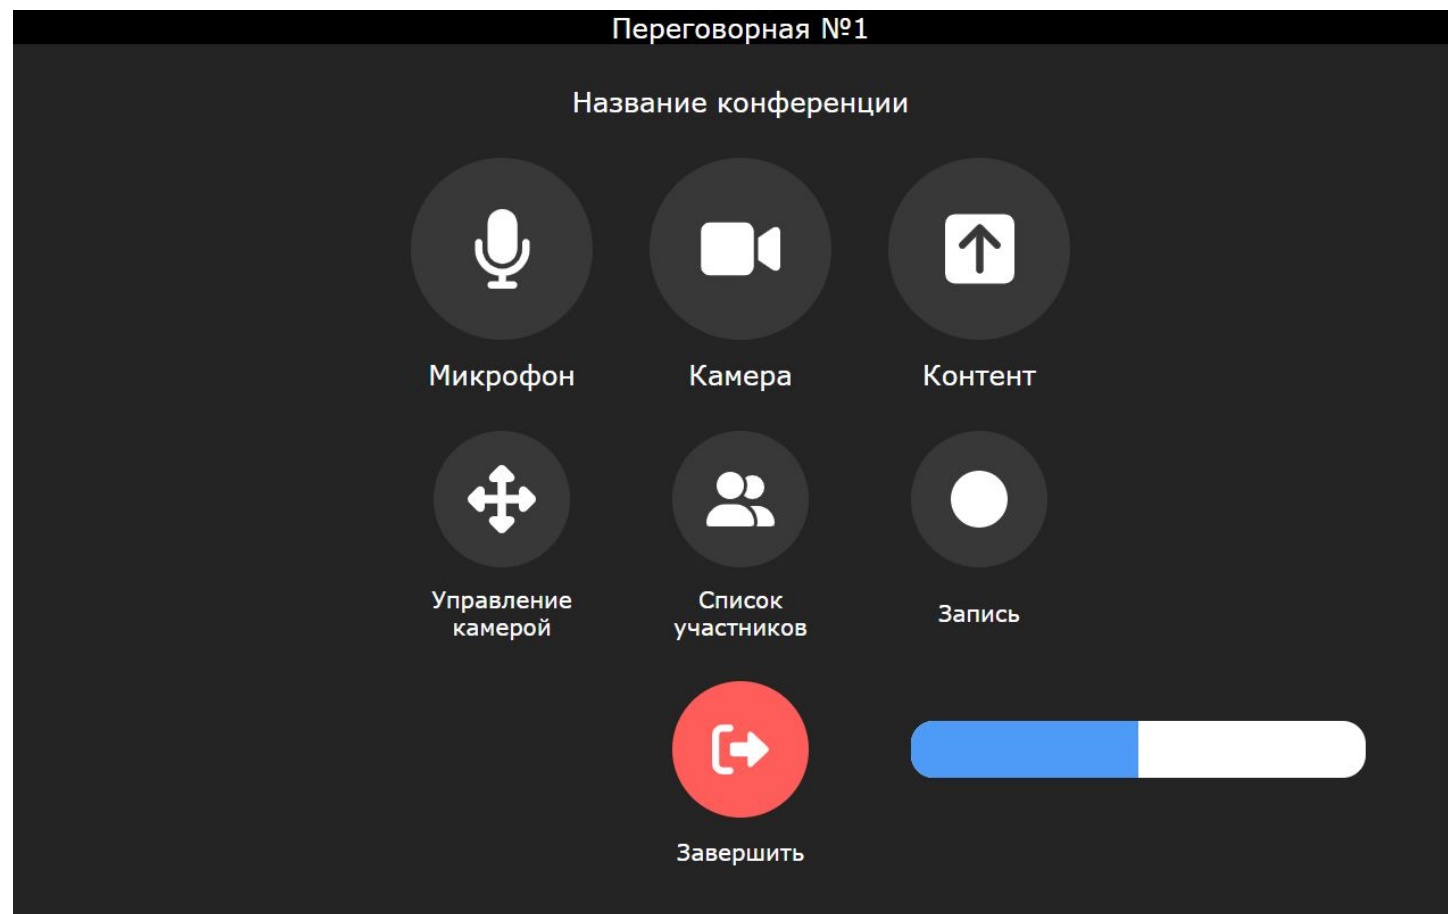 Переговорная №1
Название конференции
Микрофон
Камера
Контент
Управление
камерой
Список
участников
Запись
Завершить